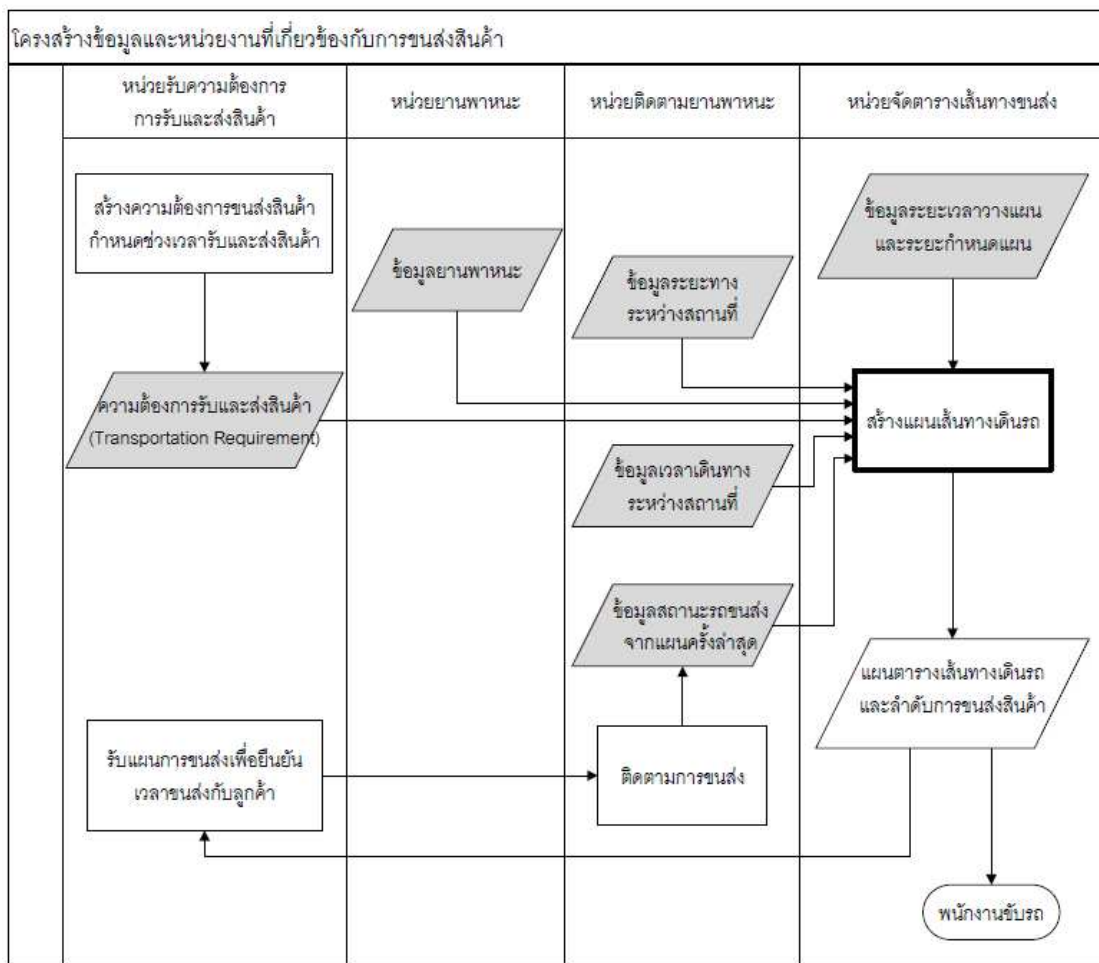 โครงสร้างข้อมูลและหน่วยงานที่เกี่ยวข้องกับการขนส่งสินค้า
หน่วยรับความต้องการ
การรับและส่งสินค้า
หน่วยยานพาหนะ
หน่วยติดตามยานพาหนะ
หน่วยจัดตารางเส้นทางขนส่ง
สร้างความต้องการขนส่งสินค้า
กำหนดช่วงเวลารับและส่งสินค้า
ข้อมูลยานพาหนะ
ข้อมูลระยะทาง
ระหว่างสถานที่
ข้อมูลระยะเวลาวางแผน
และระยะกำหนดแผน
ความต้องการรับและส่งสินค้า
(Transportation Requirement)
สร้างแผนเส้นทางเดินรถ
ข้อมูลเวลาเดินทาง
ระหว่างสถานที่
ข้อมูลสถานะรถขนส่ง
จากแผนครั้งล่าสุด
แผนตารางเส้นทางเดินรถ
และลำดับการขนส่งสินค้า
รับแผนการขนส่งเพื่อยืนยัน
เวลาขนส่งกับลูกค้า
ติดตามการขนส่ง
พนักงานขับรถ